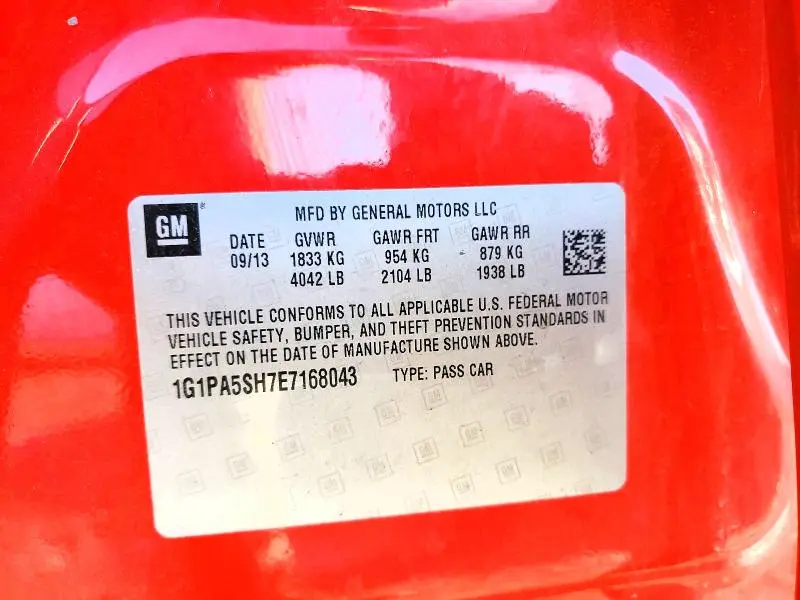 GM ®
MFD BY GENERAL MOTORS LLC
DATE GVWR GAWR FRT GAWR RR
09/13 1833 KG 954 KG 879 KG
4042 LB 2104 LB 1938 LB
THIS VEHICLE CONFORMS TO ALL APPLICABLE U.S. FEDERAL MOTOR
VEHICLE SAFETY, BUMPER, AND THEFT PREVENTION STANDARDS IN
EFFECT ON THE DATE OF MANUFACTURE SHOWN ABOVE.
1G1PA5SH7E7168043 TYPE: PASS CAR